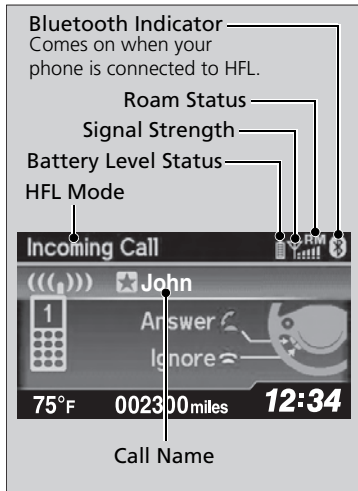 Bluetooth Indicator
Comes on when your
phone is connected to HFL.
Roam Status
Signal Strength
Battery Level Status
HFL Mode
Incoming Call RM
John
1
Answer
Ignore
75°F 002300 miles 12:34
Call Name